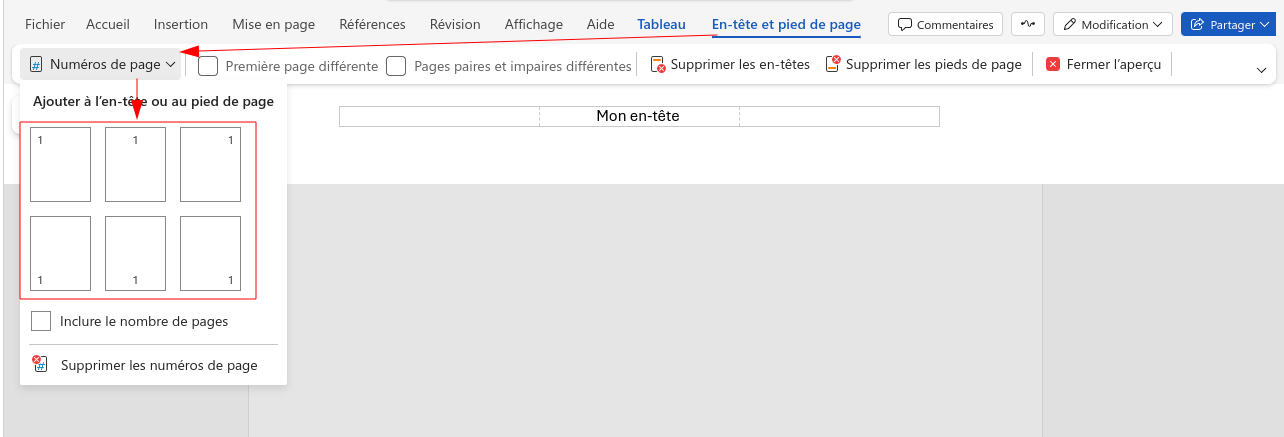 Fichier Accueil Insertion Mise en page Références Révision Affichage Aide Tableau En-tête et pied de page Commentaires Modification Partager
Numéros de page Première page différente Pages paires et impaires différentes Supprimer les en-têtes Supprimer les pieds de page Fermer l'aperçu
Ajouter à l'en-tête ou au pied de page
Mon en-tête
1 1 1
1 1 1
Inclure le nombre de pages
# Supprimer les numéros de page